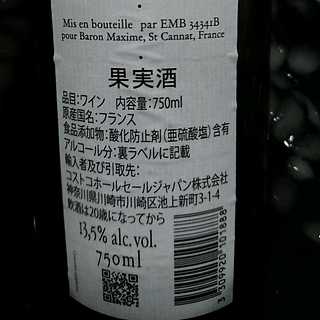 Mis en bouteille par EMB 34341B
pour Baron Maxime, St Cannat, France
果実酒
品目:ワイン 内容量:750ml
原産国名:フランス
食品添加物:酸化防止剤(亜硫酸塩)含有
アルコール分:裏ラベルに記載
輸入者及び引取先:
コストコホールセールジャパン株式会社
神奈川県川崎市川崎区池上新町3-1-4
飲酒は20歳になってから
13,5% alc. vol.
750ml
3 509920 101888